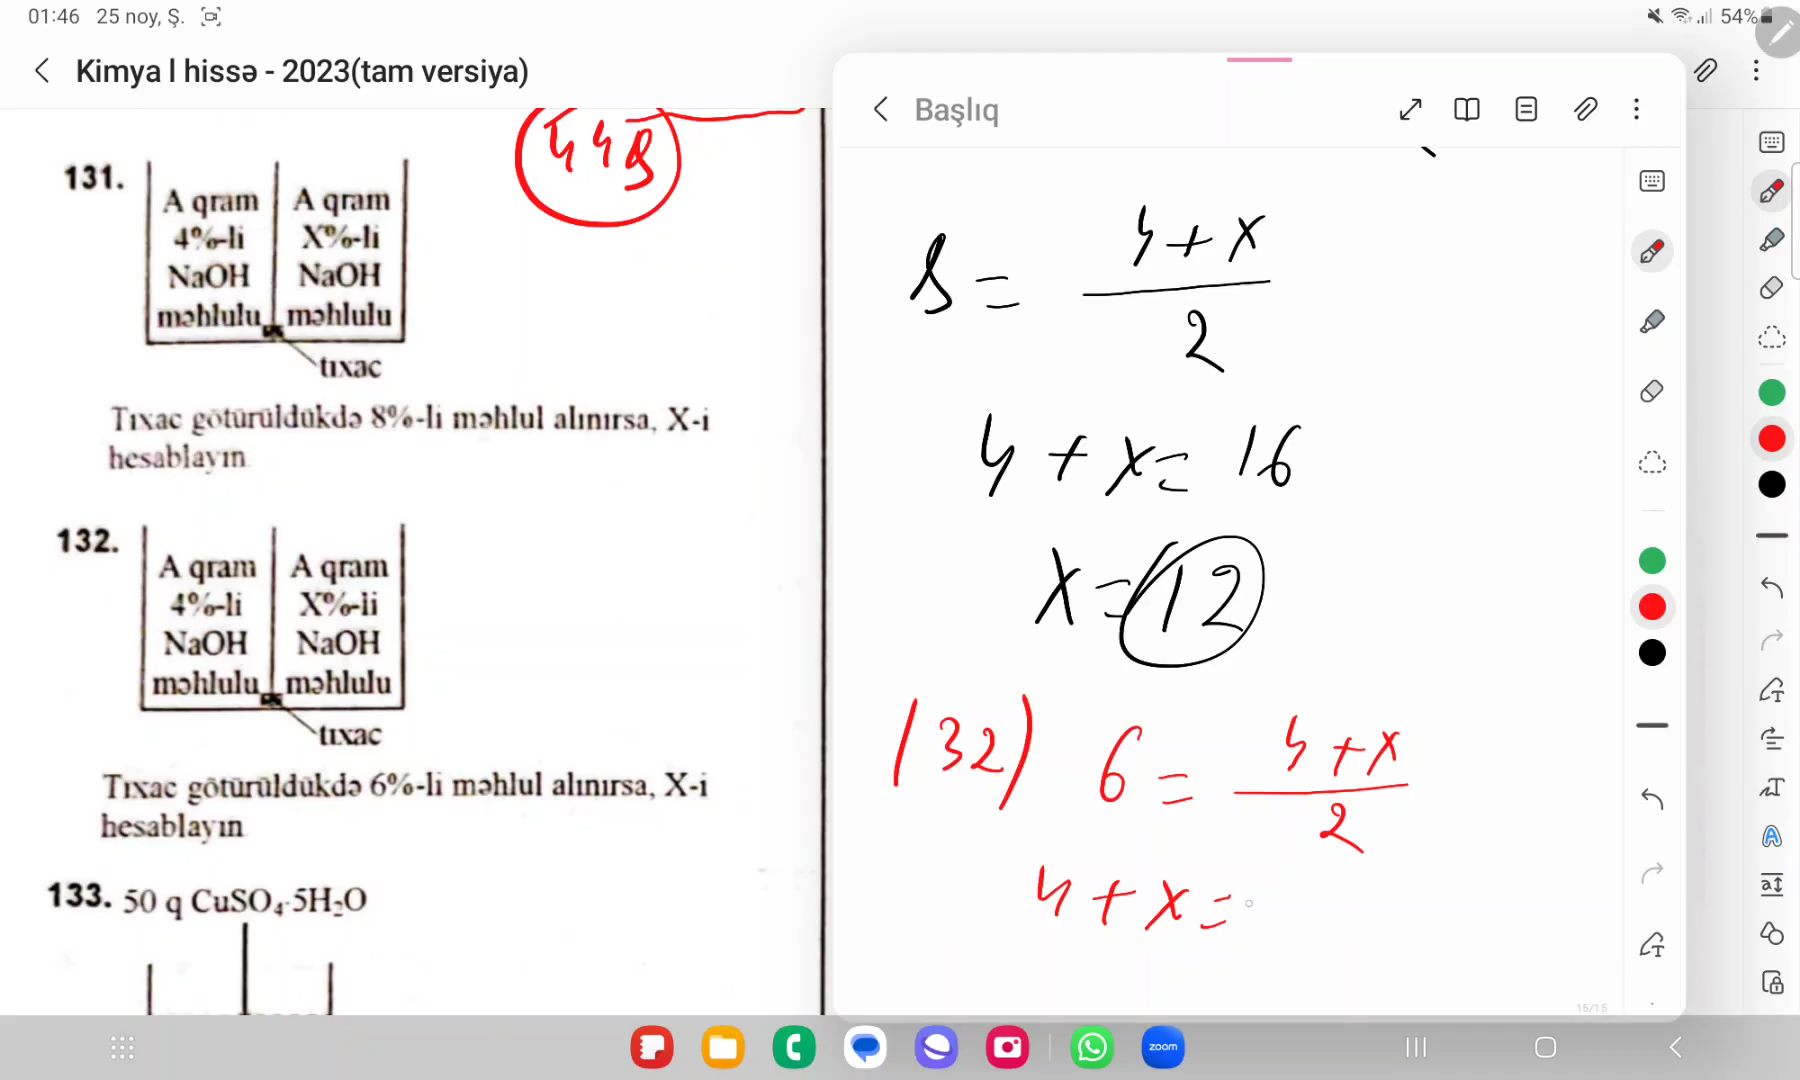 01:46 25 noy, Ş.
54%
Kimya I hissə - 2023(tam versiya)
Başlıq
131.
A qram
4%-li
NaOH
məhlulu
A qram
X%-li
NaOH
məhlulu
tıxac
Tıxac götürüldükdə 8%-li məhlul alınırsa, X-i
hesablayın
132.
A qram
4%-li
NaOH
məhlulu
A qram
X%-li
NaOH
məhlulu
tıxac
Tıxac götürüldükdə 6%-li məhlul alınırsa, X-i
hesablayın
133. 50 q CuSO₄·5H₂O
8 = (4+x)/2
4 + x = 16
x = 12
132) 6 = (4+x)/2
4 + x =
15/15
zoom